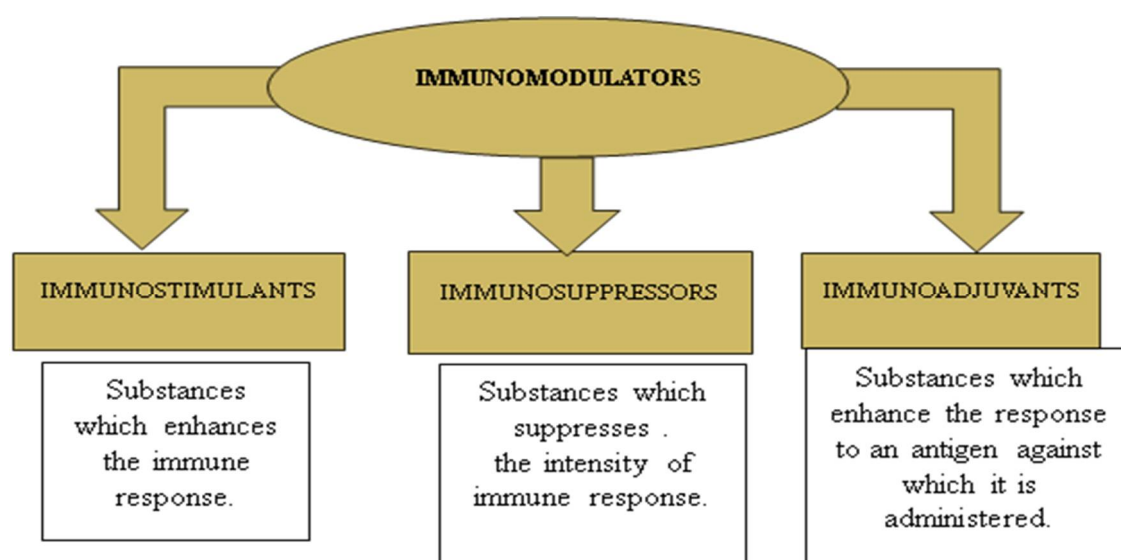 IMMUNOMODULATORS
IMMUNOSTIMULANTS
Substances
which enhances
the immune
response.
IMMUNOSUPPRESSORS
Substances which
suppresses .
the intensity of
immune response.
IMMUNOADJUVANTS
Substances which
enhance the response
to an antigen against
which it is
administered.